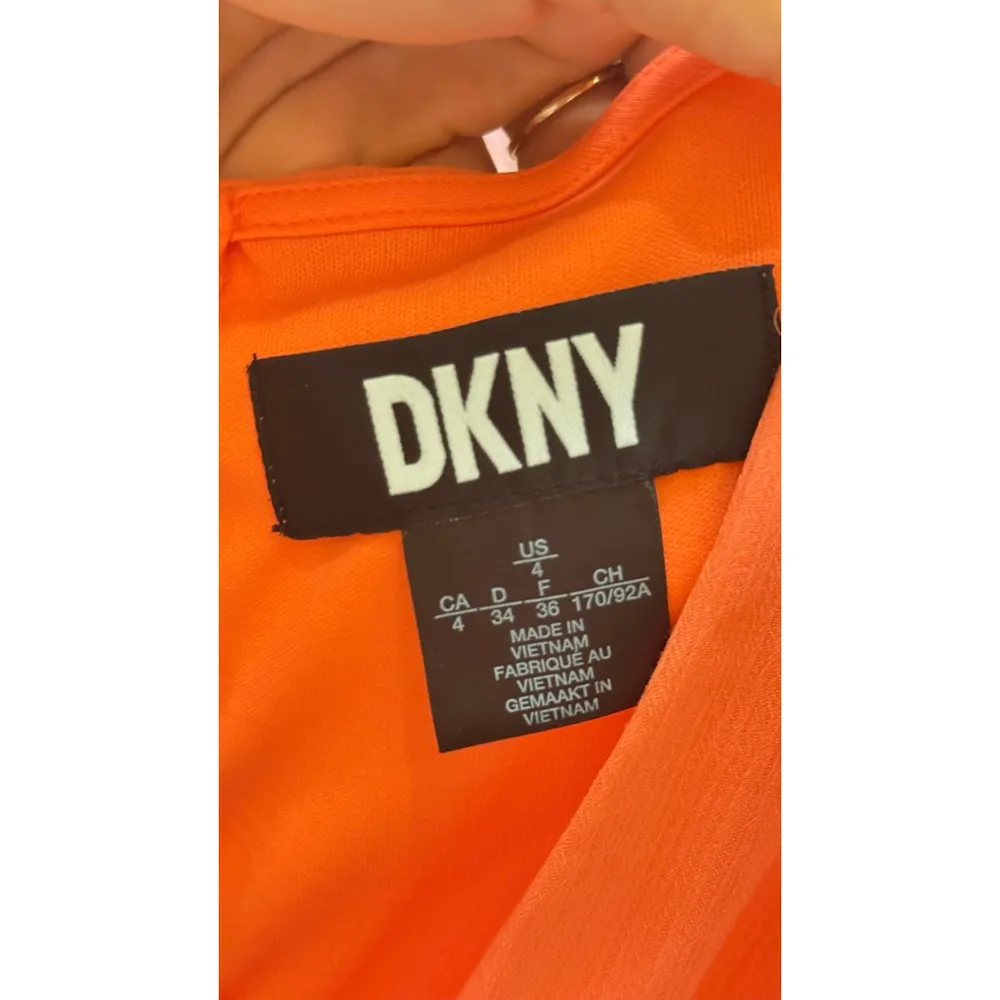 DKNY
US
4
CA D F CH
4 34 36 170/92A
MADE IN
VIETNAM
FABRIQUÉ AU
VIETNAM
GEMAAKT IN
VIETNAM